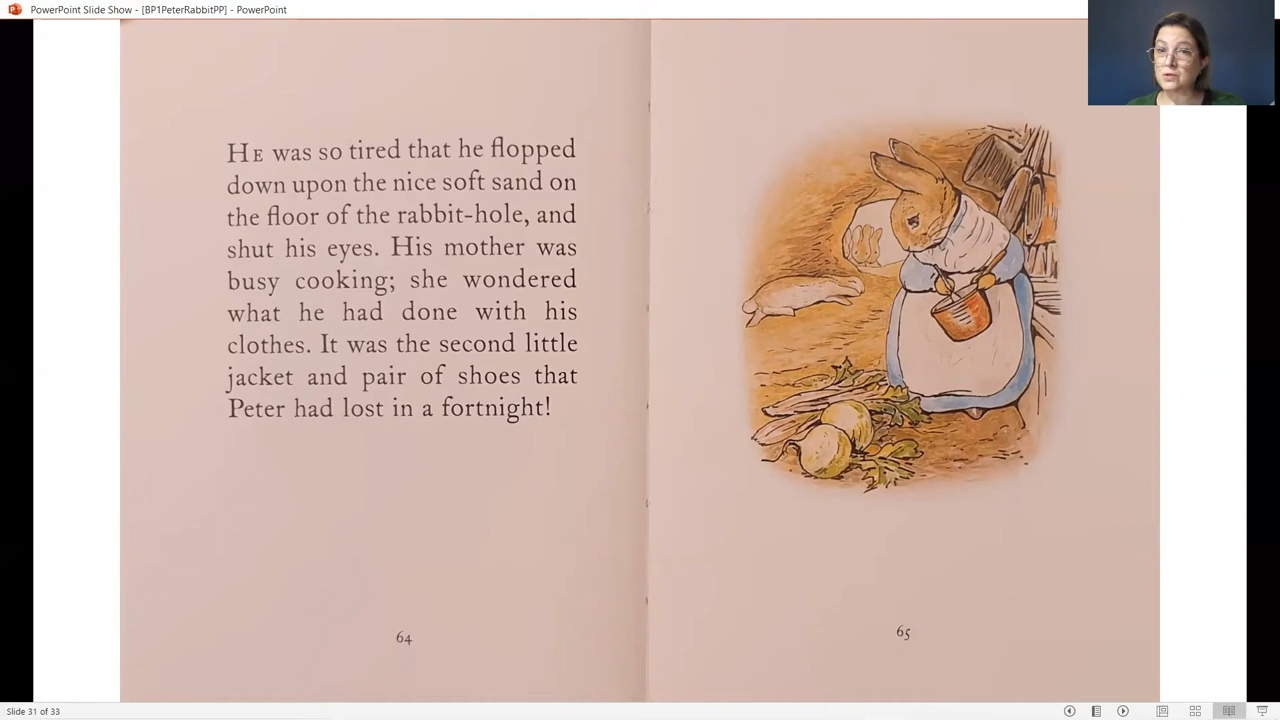 PowerPoint Slide Show - [BP1PeterRabbitPP] - PowerPoint
HE was so tired that he flopped
down upon the nice soft sand on
the floor of the rabbit-hole, and
shut his eyes. His mother was
busy cooking; she wondered
what he had done with his
clothes. It was the second little
jacket and pair of shoes that
Peter had lost in a fortnight!
64
65
Slide 31 of 33